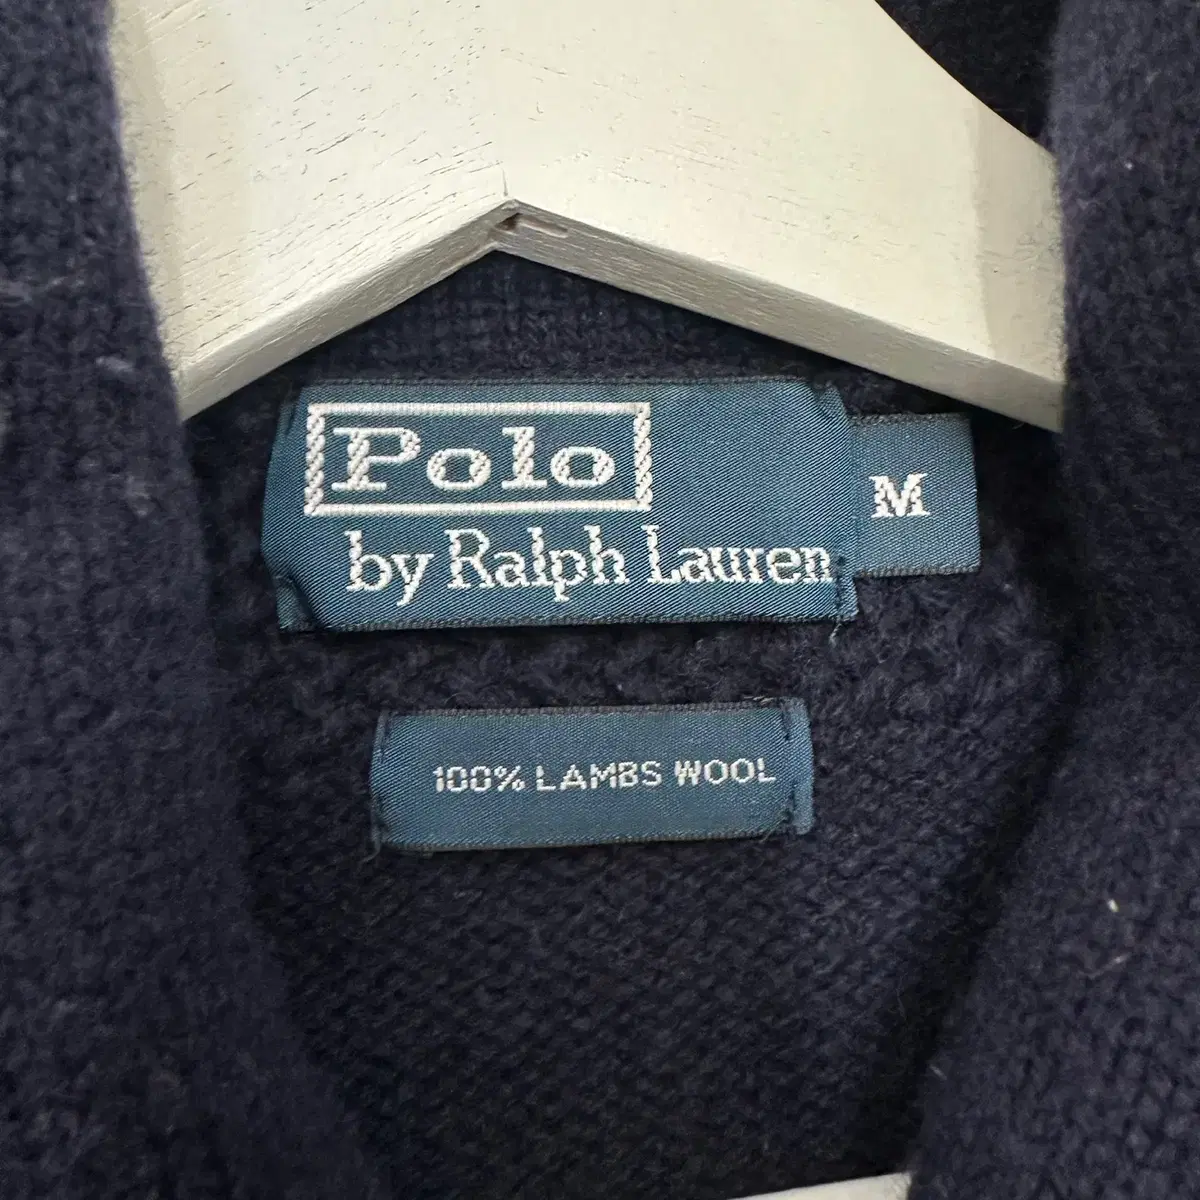 Polo
by Ralph Lauren
M
100% LAMBS WOOL